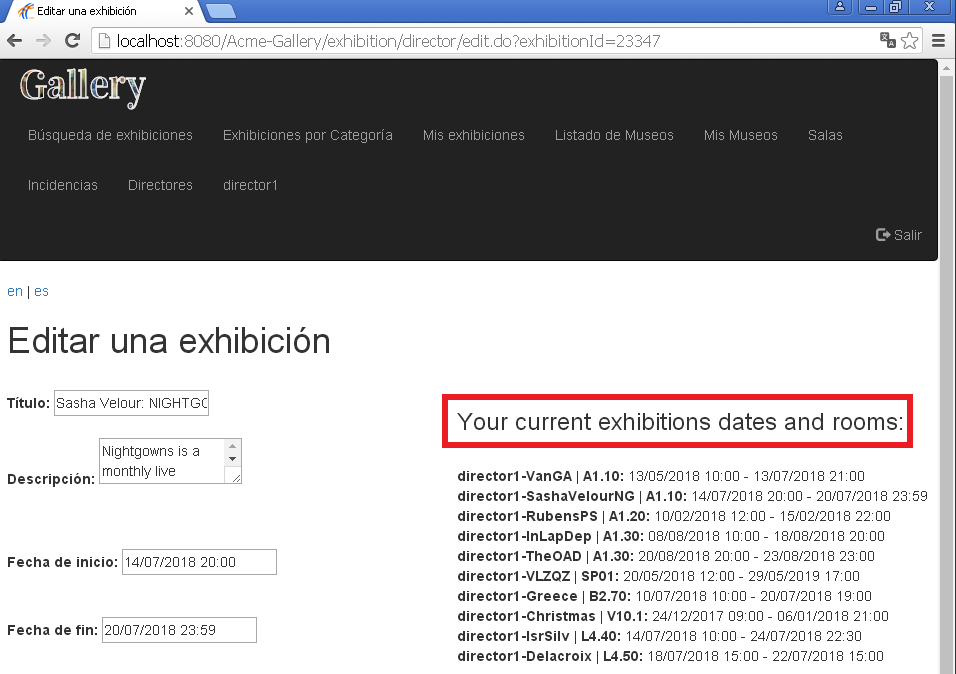 Editar una exhibición
localhost:8080/Acme-Gallery/exhibition/director/edit.do?exhibitionId=23347
Gallery
Búsqueda de exhibiciones Exhibiciones por Categoría Mis exhibiciones Listado de Museos Mis Museos Salas
Incidencias Directores director1
Salir
en | es
Editar una exhibición
Título: Sasha Velour: NIGHTGO
Descripción: Nightgowns is a
monthly live
Fecha de inicio: 14/07/2018 20:00
Fecha de fin: 20/07/2018 23:59
Your current exhibitions dates and rooms:
director1-VanGA | A1.10: 13/05/2018 10:00 - 13/07/2018 21:00
director1-SashaVelourNG | A1.10: 14/07/2018 20:00 - 20/07/2018 23:59
director1-RubensPS | A1.20: 10/02/2018 12:00 - 15/02/2018 22:00
director1-InLapDep | A1.30: 08/08/2018 10:00 - 18/08/2018 20:00
director1-TheOAD | A1.30: 20/08/2018 20:00 - 23/08/2018 23:00
director1-VLZQZ | SP01: 20/05/2018 12:00 - 29/05/2019 17:00
director1-Greece | B2.70: 10/07/2018 10:00 - 20/07/2018 19:00
director1-Christmas | V10.1: 24/12/2017 09:00 - 06/01/2018 21:00
director1-IsrSilv | L4.40: 14/07/2018 10:00 - 24/07/2018 22:30
director1-Delacroix | L4.50: 18/07/2018 15:00 - 22/07/2018 15:00